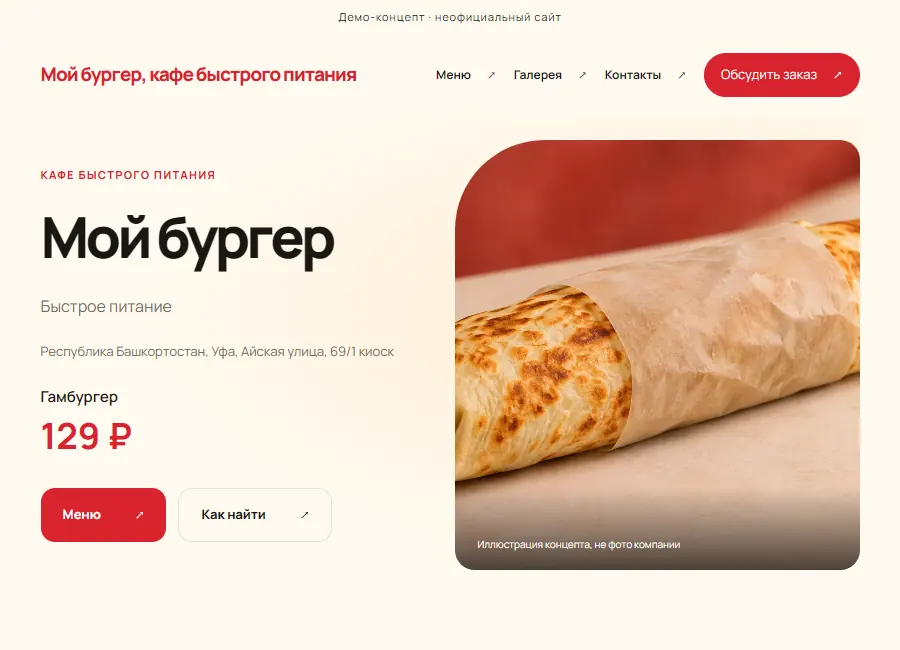 Демо-концепт · неофициальный сайт
Мой бургер, кафе быстрого питания
Меню ↗ Галерея ↗ Контакты ↗ Обсудить заказ ↗
КАФЕ БЫСТРОГО ПИТАНИЯ
Мой бургер
Быстрое питание
Республика Башкортостан, Уфа, Айская улица, 69/1 киоск
Гамбургер
129 ₽
Меню ↗ Как найти ↗
Иллюстрация концепта, не фото компании